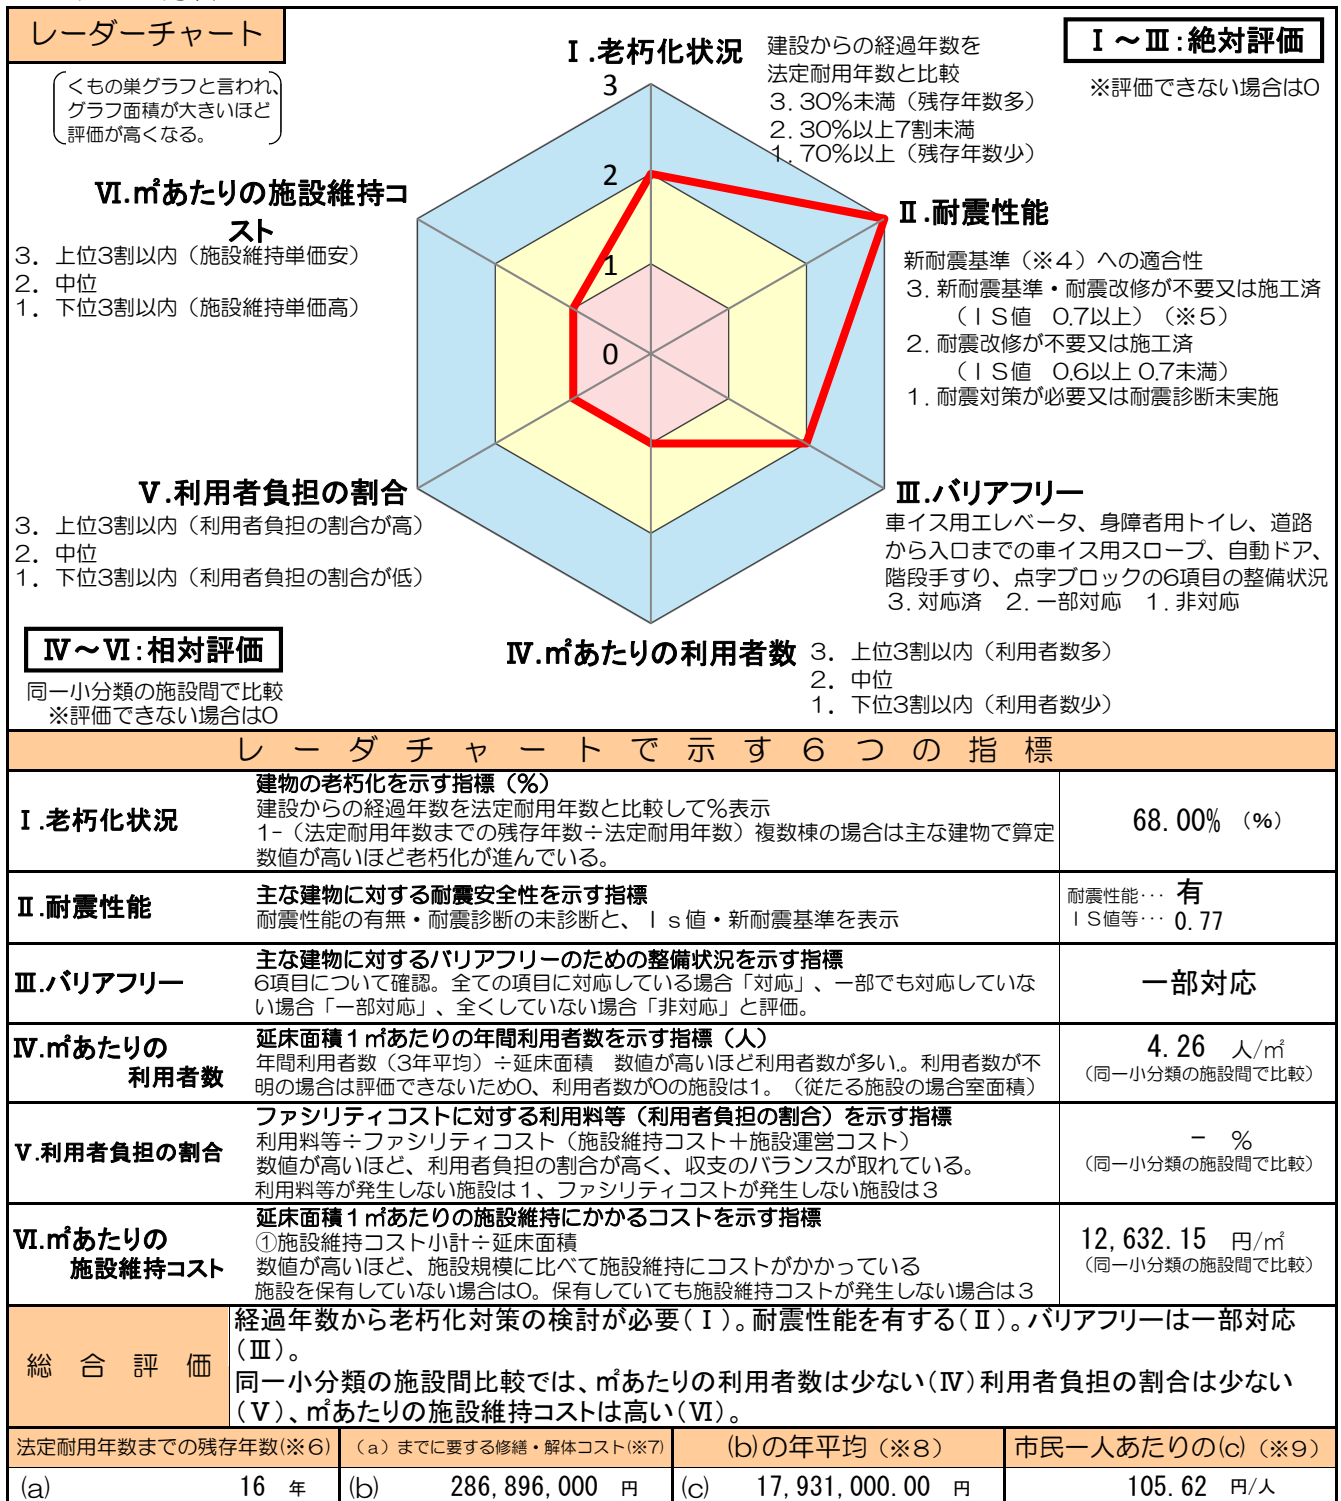 レーダーチャート
くもの巣グラフと言われ、
グラフ面積が大きいほど
評価が高くなる。
Ⅰ.老朽化状況
建設からの経過年数を
法定耐用年数と比較
3. 30%未満（残存年数多）
2. 30%以上7割未満
1. 70%以上（残存年数少）
Ⅰ～Ⅲ:絶対評価
※評価できない場合は0
3
2
1
0
Ⅵ.㎡あたりの施設維持コ
スト
3. 上位3割以内（施設維持単価安）
2. 中位
1. 下位3割以内（施設維持単価高）
Ⅱ.耐震性能
新耐震基準（※4）への適合性
3. 新耐震基準・耐震改修が不要又は施工済
（ＩＳ値 0.7以上）（※5）
2. 耐震改修が不要又は施工済
（ＩＳ値 0.6以上 0.7未満）
1. 耐震対策が必要又は耐震診断未実施
Ⅴ.利用者負担の割合
3. 上位3割以内（利用者負担の割合が高）
2. 中位
1. 下位3割以内（利用者負担の割合が低）
Ⅲ.バリアフリー
車イス用エレベータ、身障者用トイレ、道路
から入口までの車イス用スロープ、自動ドア、
階段手すり、点字ブロックの6項目の整備状況
3. 対応済 2. 一部対応 1. 非対応
Ⅳ～Ⅵ:相対評価
同一小分類の施設間で比較
※評価できない場合は0
Ⅳ.㎡あたりの利用者数
3. 上位3割以内（利用者数多）
2. 中位
1. 下位3割以内（利用者数少）
レーダチャートで示す６つの指標
Ⅰ.老朽化状況
建物の老朽化を示す指標（%）
建設からの経過年数を法定耐用年数と比較して%表示
1-（法定耐用年数までの残存年数÷法定耐用年数）複数棟の場合は主な建物で算定
数値が高いほど老朽化が進んでいる。
68.00% （%）
Ⅱ.耐震性能
主な建物に対する耐震安全性を示す指標
耐震性能の有無・耐震診断の未診断と、Ｉｓ値・新耐震基準を表示
耐震性能… 有
ＩＳ値等… 0.77
Ⅲ.バリアフリー
主な建物に対するバリアフリーのための整備状況を示す指標
6項目について確認。全ての項目に対応している場合「対応」、一部でも対応していな
い場合「一部対応」、全くしていない場合「非対応」と評価。
一部対応
Ⅳ.㎡あたりの
利用者数
延床面積１㎡あたりの年間利用者数を示す指標（人）
年間利用者数（3年平均）÷延床面積 数値が高いほど利用者数が多い。利用者数が不
明の場合は評価できないため0、利用者数が0の施設は1。（従たる施設の場合室面積）
4.26 人/㎡
（同一小分類の施設間で比較）
Ⅴ.利用者負担の割合
ファシリティコストに対する利用料等（利用者負担の割合）を示す指標
利用料等÷ファシリティコスト（施設維持コスト＋施設運営コスト）
数値が高いほど、利用者負担の割合が高く、収支のバランスが取れている。
利用料等が発生しない施設は１、ファシリティコストが発生しない施設は３
- %
（同一小分類の施設間で比較）
Ⅵ.㎡あたりの
施設維持コスト
延床面積１㎡あたりの施設維持にかかるコストを示す指標
①施設維持コスト小計÷延床面積
数値が高いほど、施設規模に比べて施設維持にコストがかかっている
施設を保有していない場合は0。保有していても施設維持コストが発生しない場合は３
12,632.15 円/㎡
（同一小分類の施設間で比較）
総合評価
経過年数から老朽化対策の検討が必要(Ⅰ)。耐震性能を有する(Ⅱ)。バリアフリーは一部対応
(Ⅲ)。
同一小分類の施設間比較では、㎡あたりの利用者数は少ない(Ⅳ)利用者負担の割合は少ない
(Ⅴ)、㎡あたりの施設維持コストは高い(Ⅵ)。
法定耐用年数までの残存年数(※6)
（a）までに要する修繕・解体コスト(※7)
(b)の年平均（※8）
市民一人あたりの(c)（※9）
(a) 16 年
(b) 286,896,000 円
(c) 17,931,000.00 円
105.62 円/人